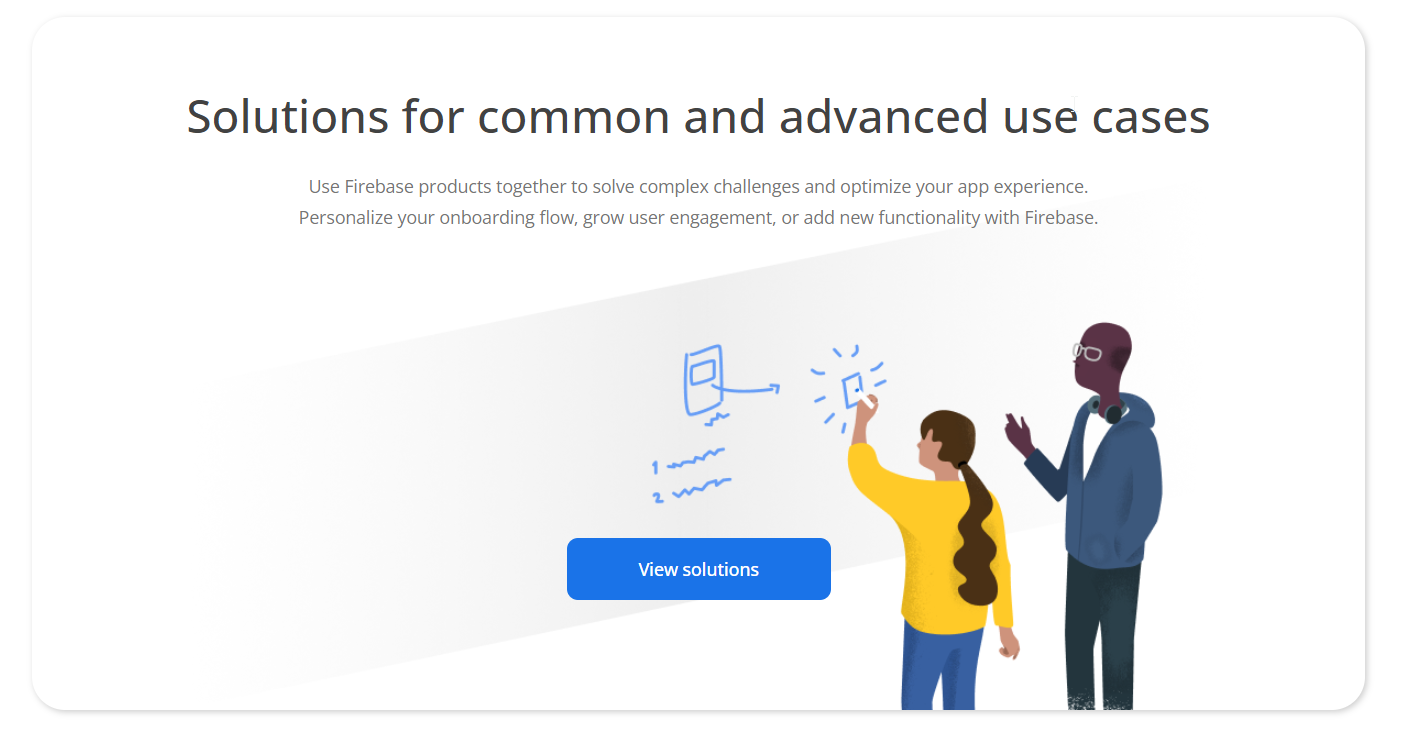 Solutions for common and advanced use cases
Use Firebase products together to solve complex challenges and optimize your app experience.
Personalize your onboarding flow, grow user engagement, or add new functionality with Firebase.
1
2
View solutions